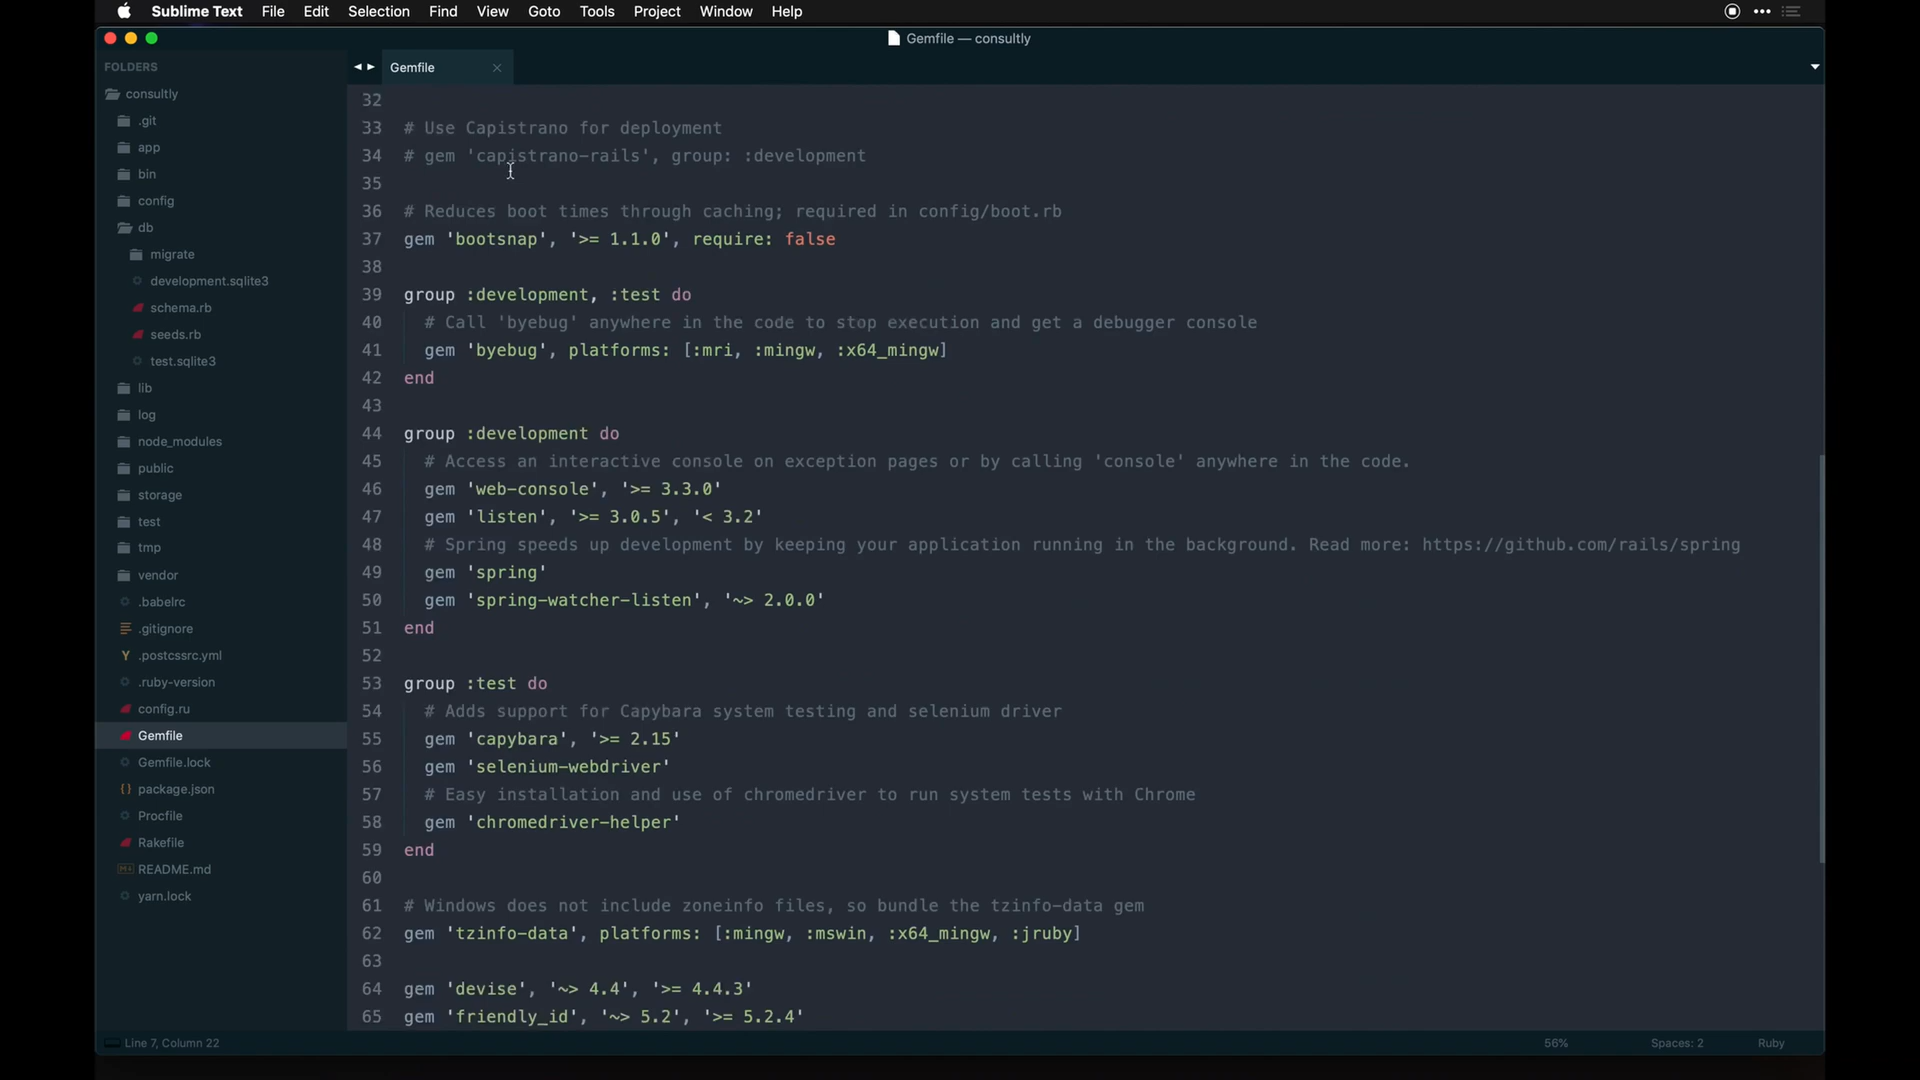 Sublime Text File Edit Selection Find View Goto Tools Project Window Help
Gemfile — consultly
FOLDERS
consultly
.git
app
bin
config
db
migrate
development.sqlite3
schema.rb
seeds.rb
test.sqlite3
lib
log
node_modules
public
storage
test
tmp
vendor
.babelrc
.gitignore
.postcssrc.yml
.ruby-version
config.ru
Gemfile
Gemfile.lock
package.json
Procfile
Rakefile
README.md
yarn.lock
Gemfile
32
33 # Use Capistrano for deployment
34 # gem 'capistrano-rails', group: :development
35
36 # Reduces boot times through caching; required in config/boot.rb
37 gem 'bootsnap', '>= 1.1.0', require: false
38
39 group :development, :test do
40 # Call 'byebug' anywhere in the code to stop execution and get a debugger console
41 gem 'byebug', platforms: [:mri, :mingw, :x64_mingw]
42 end
43
44 group :development do
45 # Access an interactive console on exception pages or by calling 'console' anywhere in the code.
46 gem 'web-console', '>= 3.3.0'
47 gem 'listen', '>= 3.0.5', '< 3.2'
48 # Spring speeds up development by keeping your application running in the background. Read more: https://github.com/rails/spring
49 gem 'spring'
50 gem 'spring-watcher-listen', '~> 2.0.0'
51 end
52
53 group :test do
54 # Adds support for Capybara system testing and selenium driver
55 gem 'capybara', '>= 2.15'
56 gem 'selenium-webdriver'
57 # Easy installation and use of chromedriver to run system tests with Chrome
58 gem 'chromedriver-helper'
59 end
60
61 # Windows does not include zoneinfo files, so bundle the tzinfo-data gem
62 gem 'tzinfo-data', platforms: [:mingw, :mswin, :x64_mingw, :jruby]
63
64 gem 'devise', '~> 4.4', '>= 4.4.3'
65 gem 'friendly_id', '~> 5.2', '>= 5.2.4'
Line 7, Column 22 56% Spaces: 2 Ruby